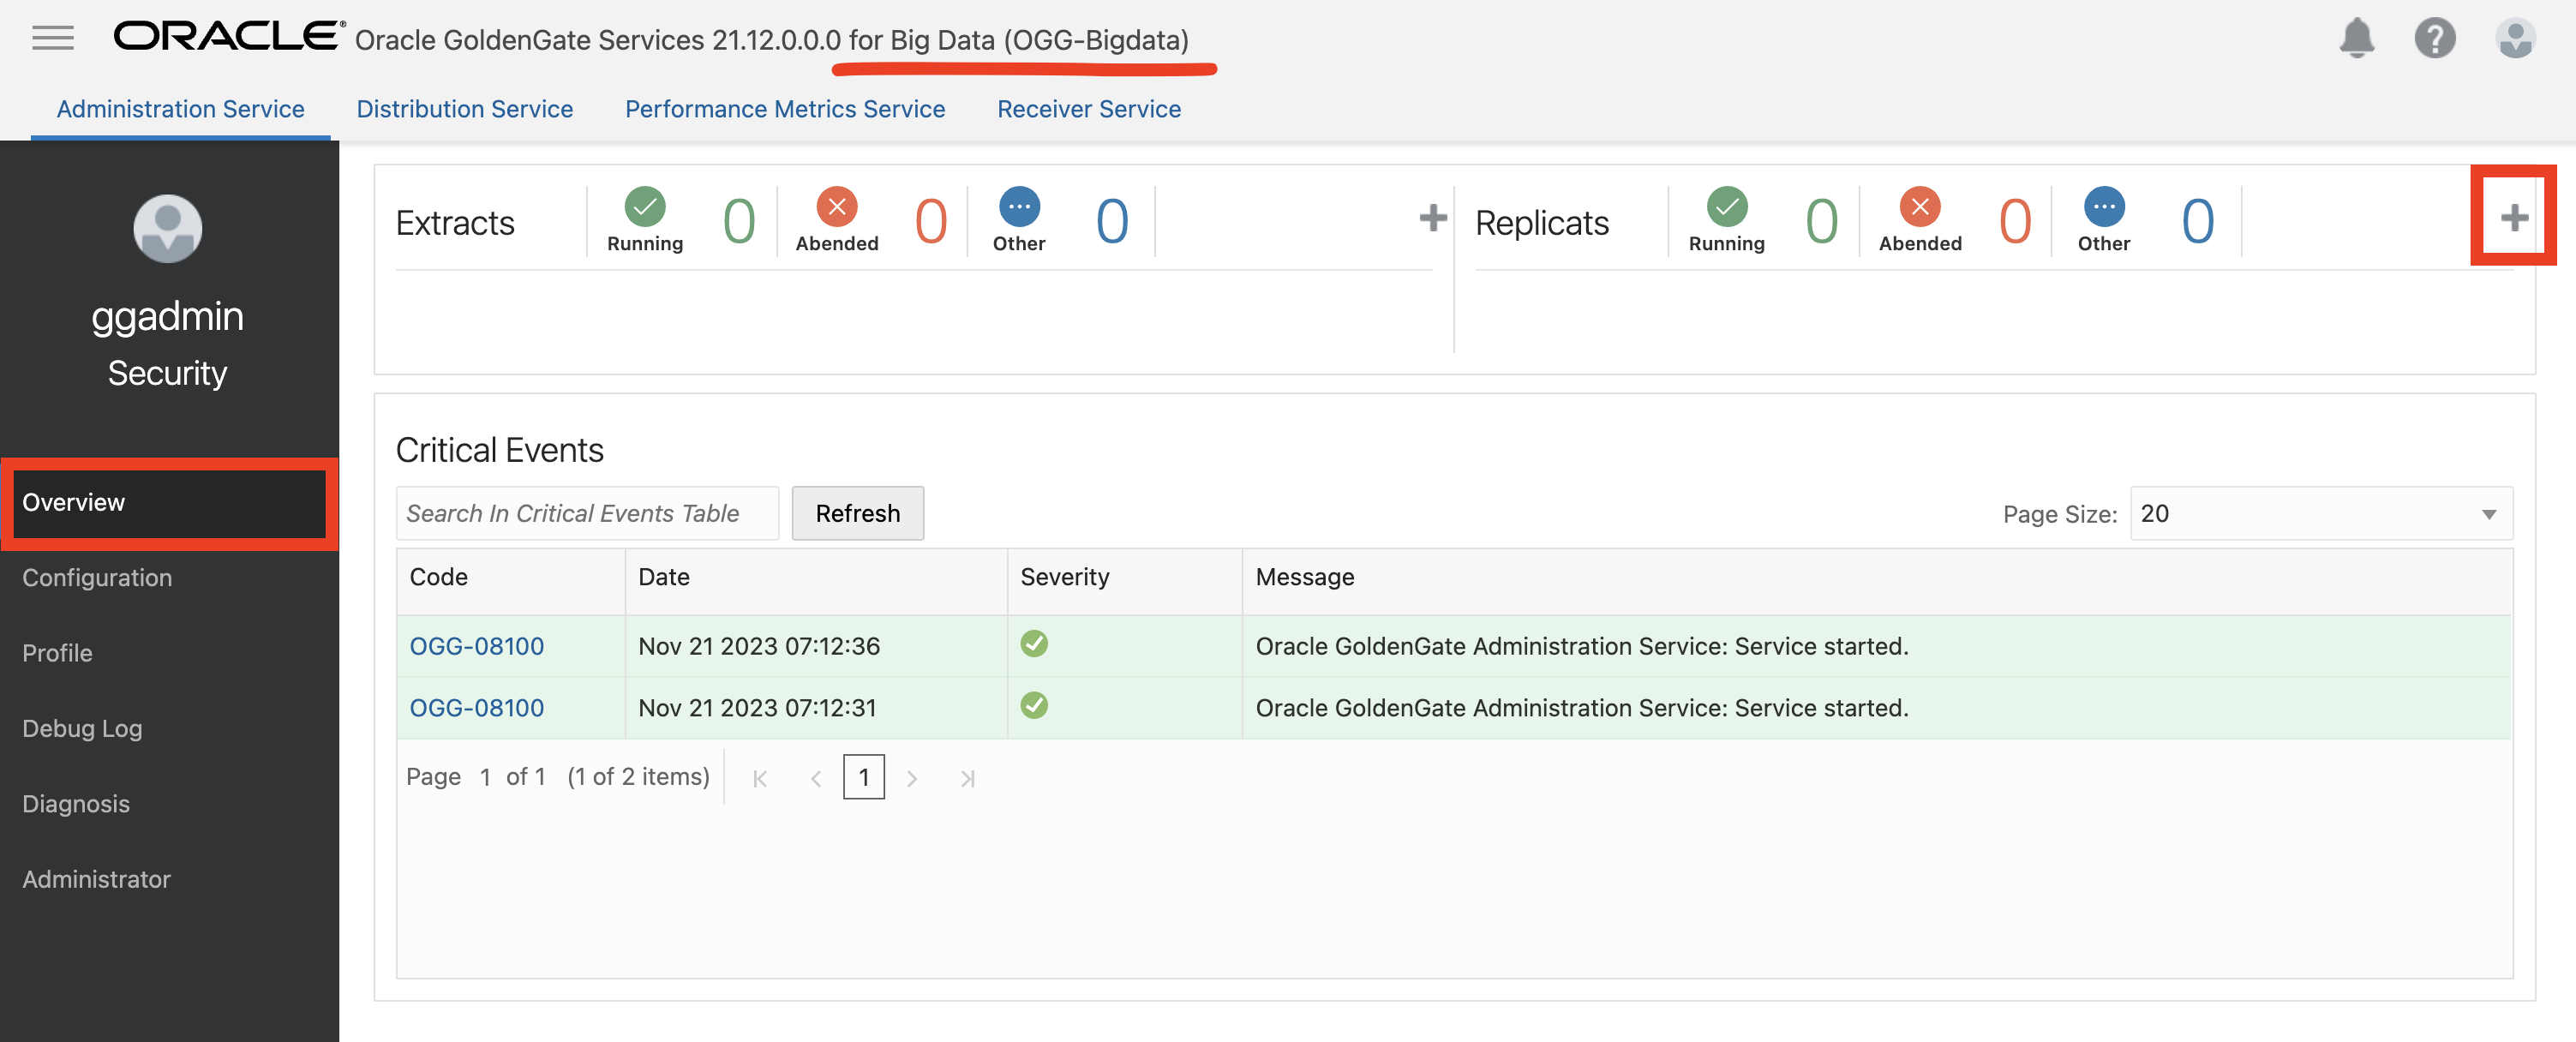 ORACLE® Oracle GoldenGate Services 21.12.0.0.0 for Big Data (OGG-Bigdata)
Administration Service Distribution Service Performance Metrics Service Receiver Service
ggadmin
Security
Overview
Configuration
Profile
Debug Log
Diagnosis
Administrator
Extracts Running 0 Abended 0 Other 0
Replicats Running 0 Abended 0 Other 0
Critical Events
Search In Critical Events Table Refresh Page Size: 20
Code Date Severity Message
OGG-08100 Nov 21 2023 07:12:36 Oracle GoldenGate Administration Service: Service started.
OGG-08100 Nov 21 2023 07:12:31 Oracle GoldenGate Administration Service: Service started.
Page 1 of 1 (1 of 2 items) 1